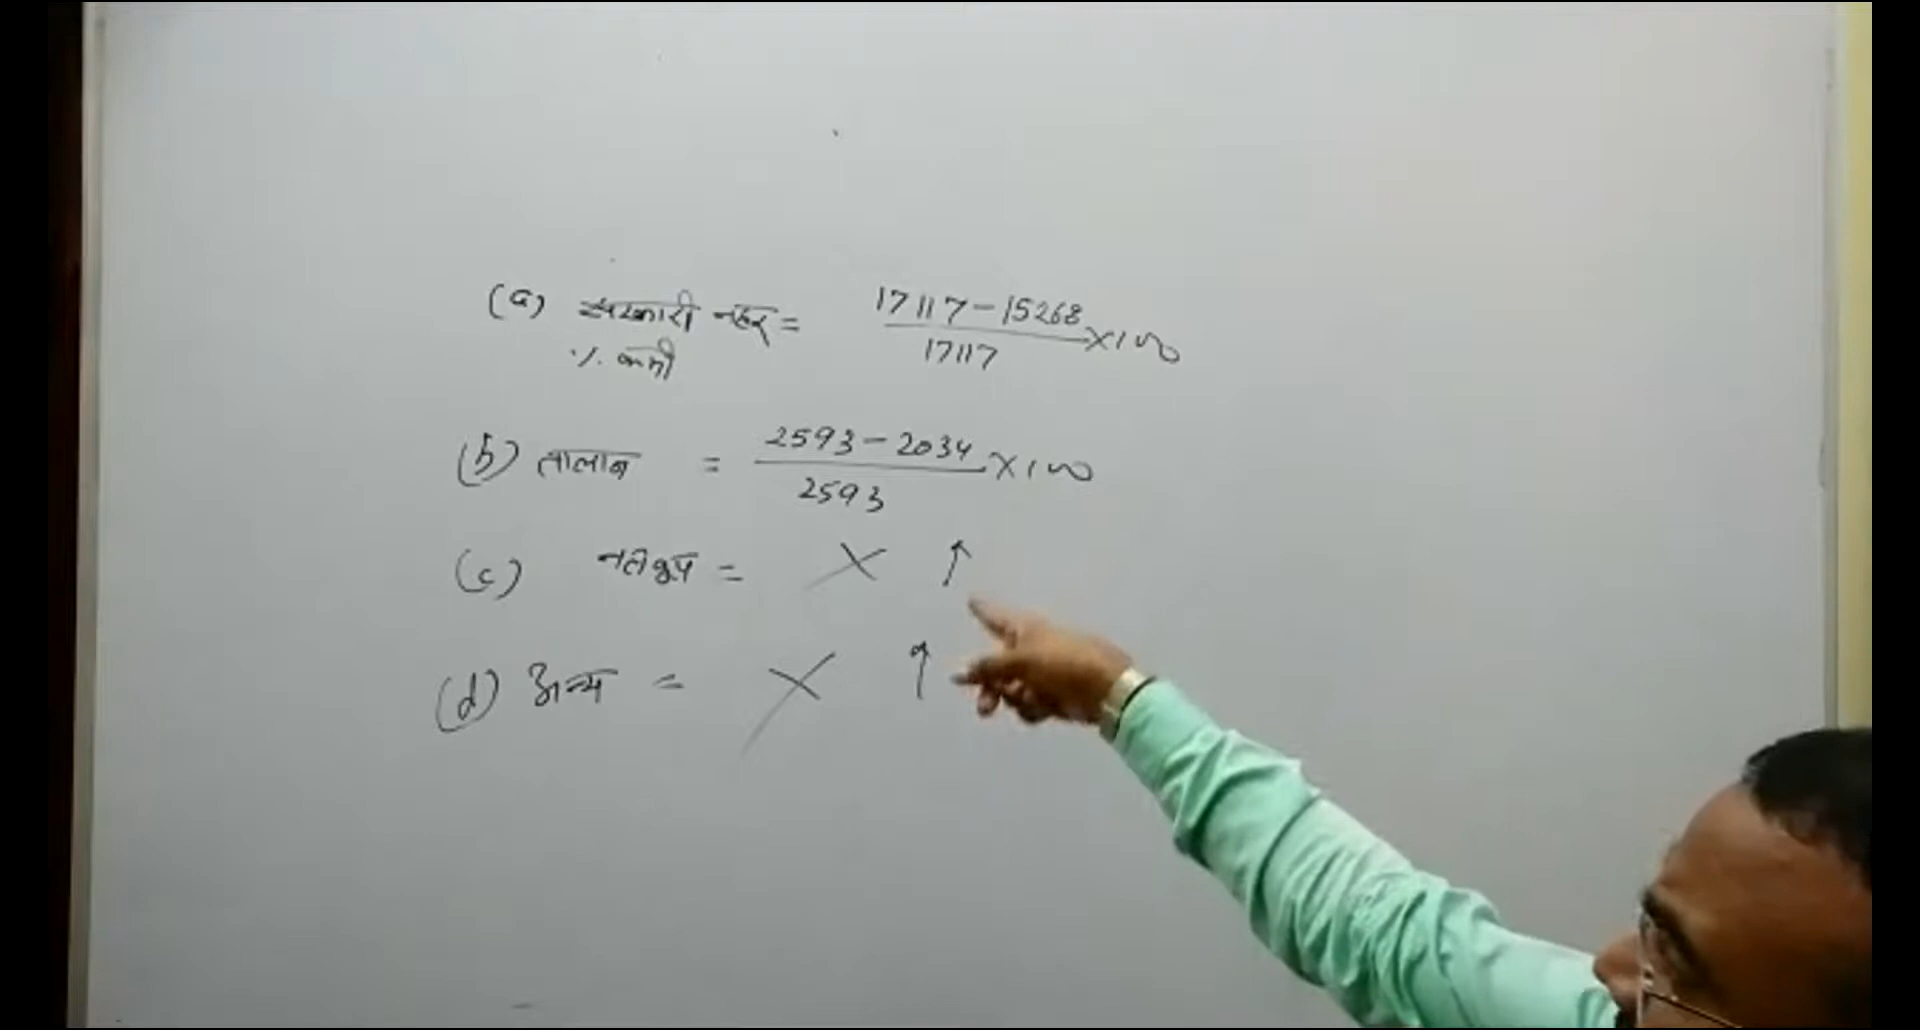 (a) सरकारी नहर = 17117-15268 / 17117 ×100
% कमी
(b) तालाब = 2593-2034 / 2593 ×100
(c) नलकूप = × ↑
(d) अन्य = × ↑